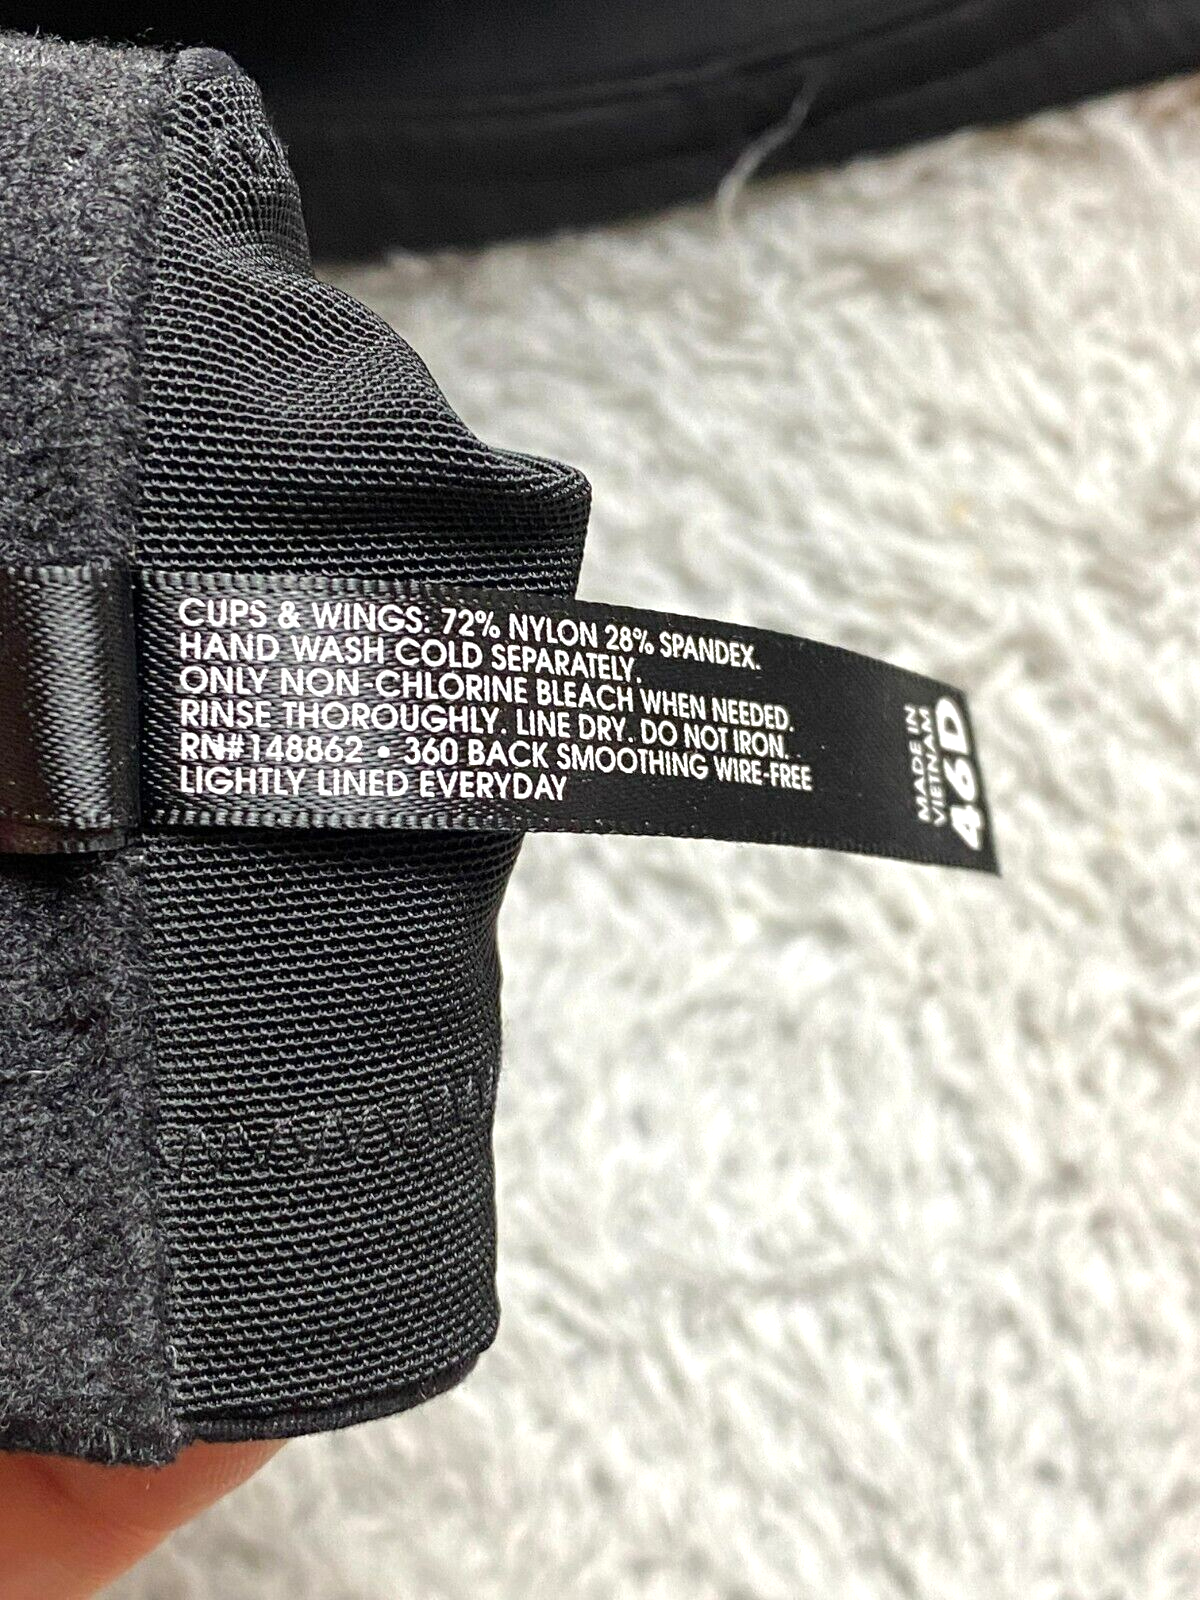 CUPS & WINGS: 72% NYLON 28% SPANDEX.
HAND WASH COLD SEPARATELY.
ONLY NON-CHLORINE BLEACH WHEN NEEDED.
RINSE THOROUGHLY. LINE DRY. DO NOT IRON.
RN#148862 • 360 BACK SMOOTHING WIRE-FREE
LIGHTLY LINED EVERYDAY
MADE IN
VIETNAM
46D